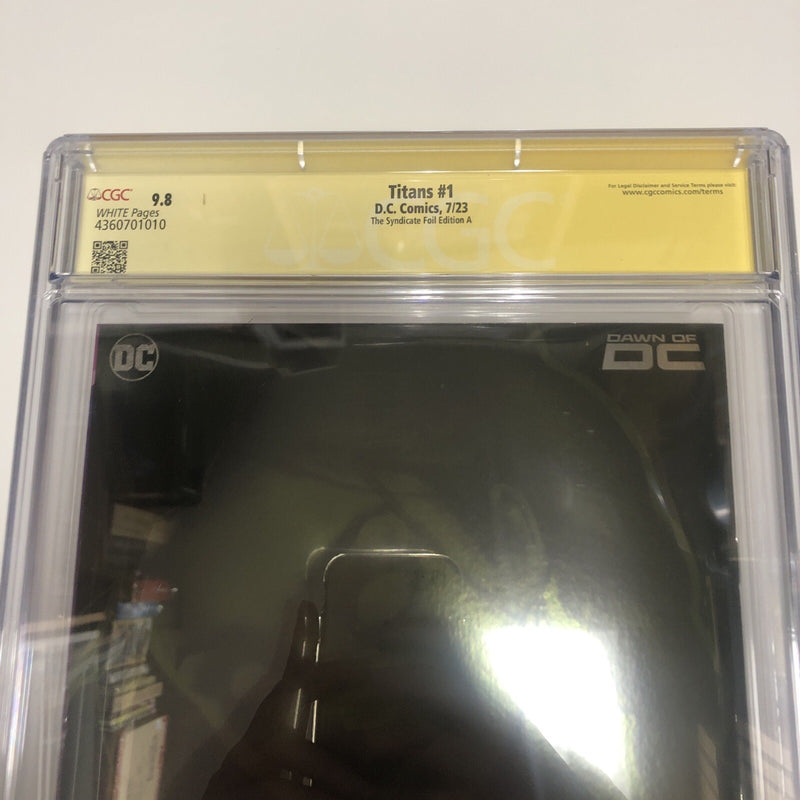 CGC 9.8
WHITE Pages
4360701010
Titans #1
D.C. Comics, 7/23
The Syndicate Foil Edition A
For Legal Disclaimer and Service Terms please visit:
www.cgccomics.com/terms
CGC
DC
DAWN OF
DC